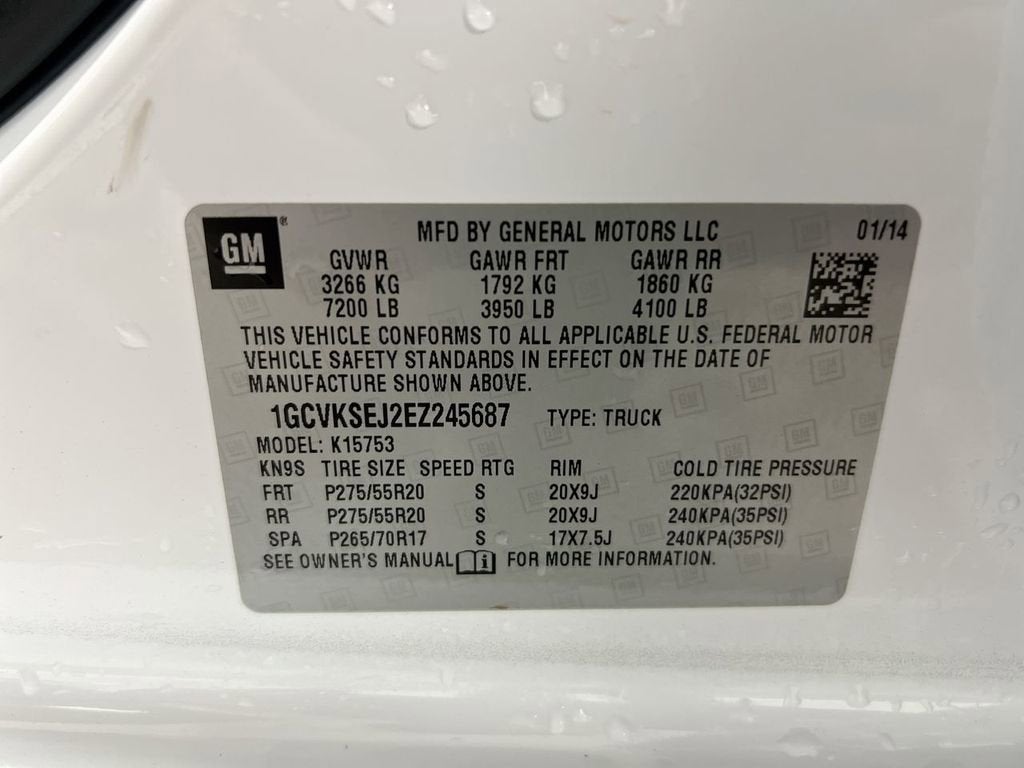 GM ® MFD BY GENERAL MOTORS LLC 01/14
GVWR GAWR FRT GAWR RR
3266 KG 1792 KG 1860 KG
7200 LB 3950 LB 4100 LB
THIS VEHICLE CONFORMS TO ALL APPLICABLE U.S. FEDERAL MOTOR
VEHICLE SAFETY STANDARDS IN EFFECT ON THE DATE OF
MANUFACTURE SHOWN ABOVE.
1GCVKSEJ2EZ245687 TYPE: TRUCK
MODEL: K15753
KN9S TIRE SIZE SPEED RTG RIM COLD TIRE PRESSURE
FRT P275/55R20 S 20X9J 220KPA(32PSI)
RR P275/55R20 S 20X9J 240KPA(35PSI)
SPA P265/70R17 S 17X7.5J 240KPA(35PSI)
SEE OWNER'S MANUAL i FOR MORE INFORMATION.